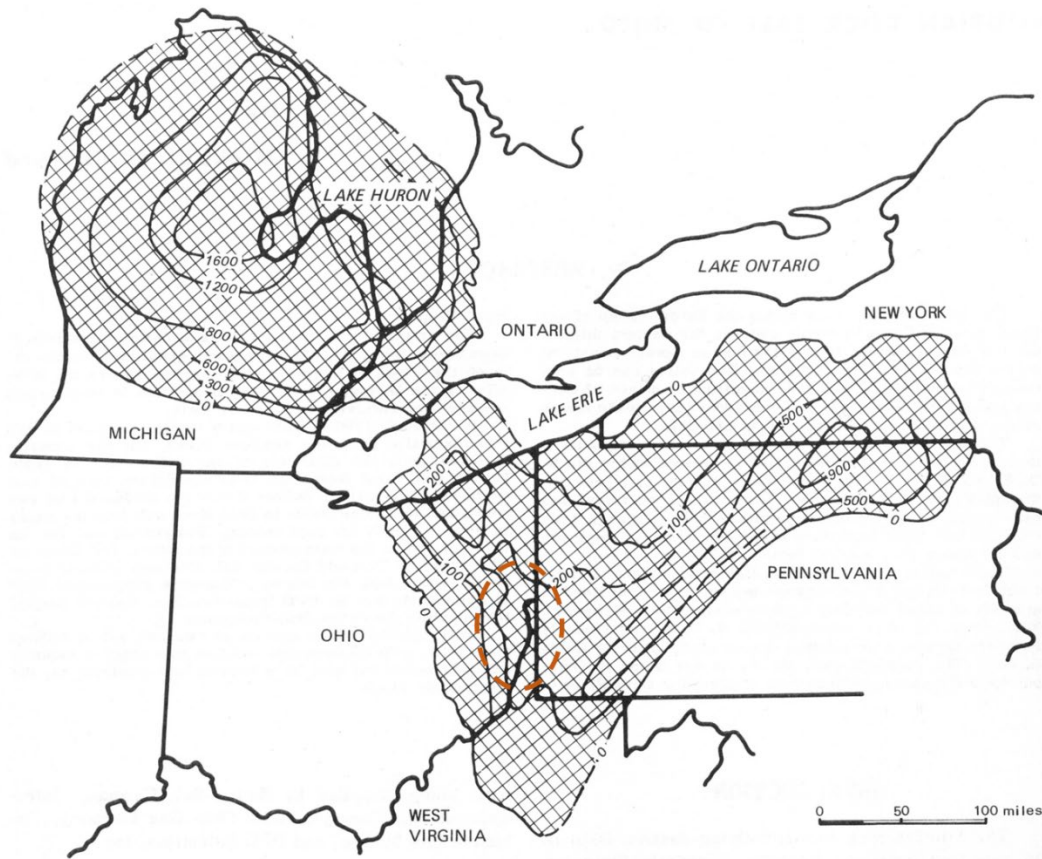 LAKE HURON
1600
1200
800
600
300
0
MICHIGAN
ONTARIO
LAKE ERIE
LAKE ONTARIO
NEW YORK
0
500
900
500
0
100
200
200
100
0
OHIO
PENNSYLVANIA
0
WEST
VIRGINIA
0 50 100 miles